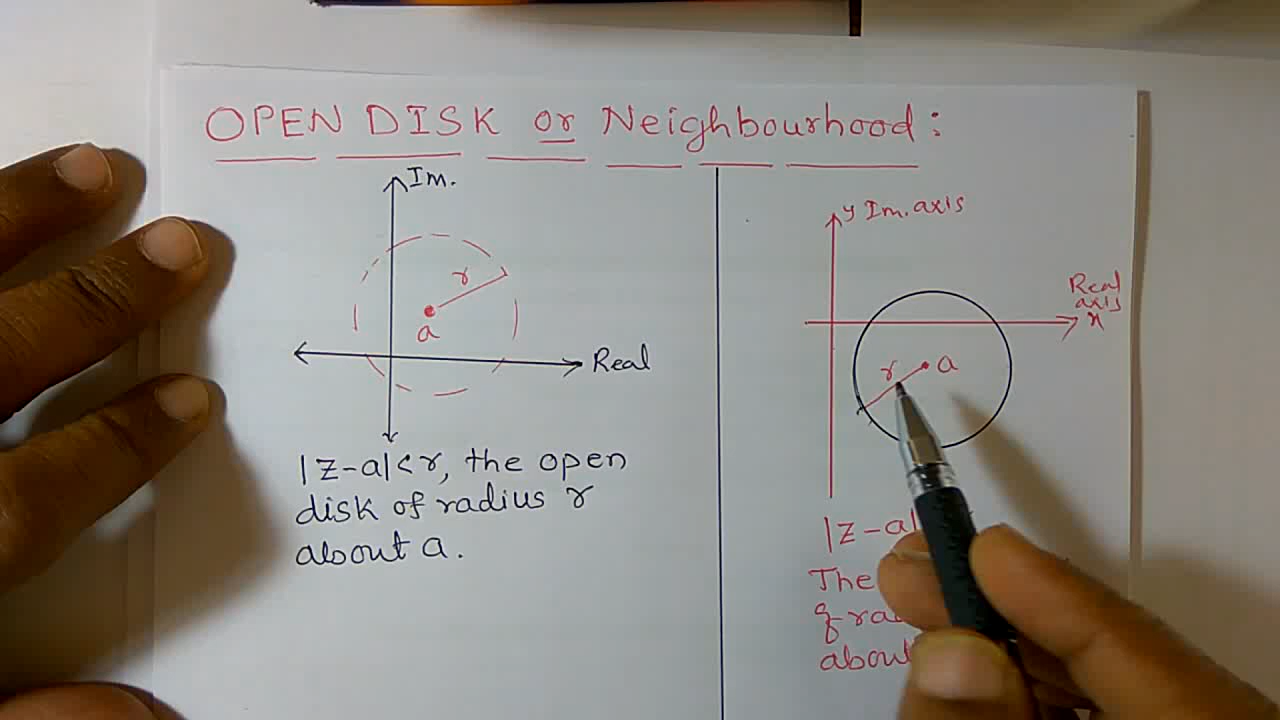 OPEN DISK or Neighbourhood:
Im.
r
a
Real
|z-a|<r, the open
disk of radius r
about a.
y Im. axis
Real
axis
x
r
a
|z-a|
The
about